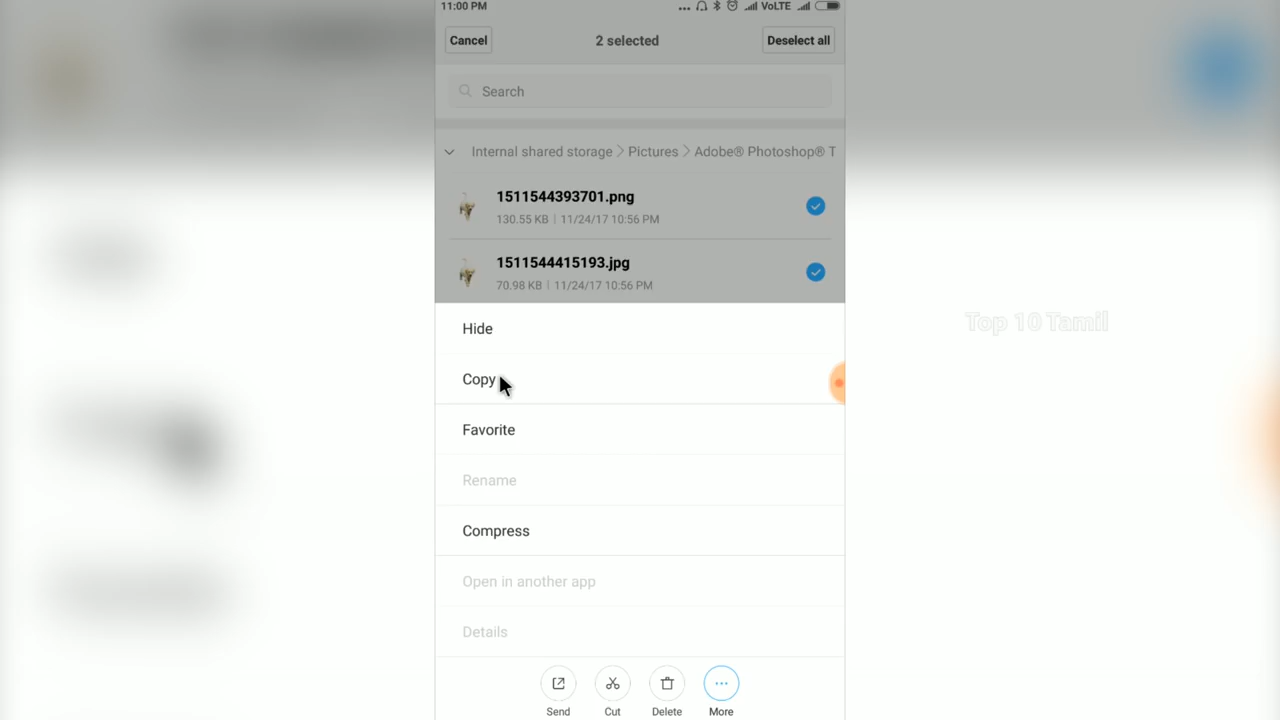 11:00 PM ... VoLTE
Cancel 2 selected Deselect all
Search
Internal shared storage Pictures Adobe® Photoshop® T
1511544393701.png
130.55 KB | 11/24/17 10:56 PM
1511544415193.jpg
70.98 KB | 11/24/17 10:56 PM
Hide
Copy
Favorite
Rename
Compress
Open in another app
Details
Send Cut Delete More
Top 10 Tamil